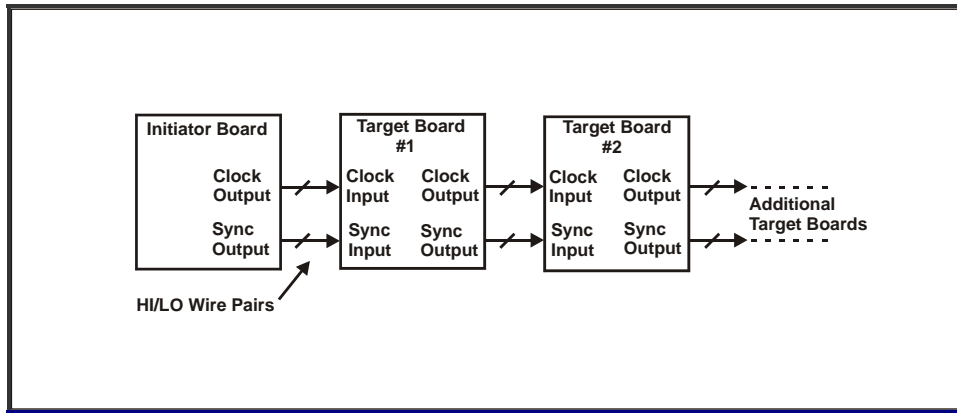 Initiator Board
Clock
Output
Sync
Output
Target Board
#1
Clock
Input
Clock
Output
Sync
Input
Sync
Output
Target Board
#2
Clock
Input
Clock
Output
Sync
Input
Sync
Output
Additional
Target Boards
HI/LO Wire Pairs